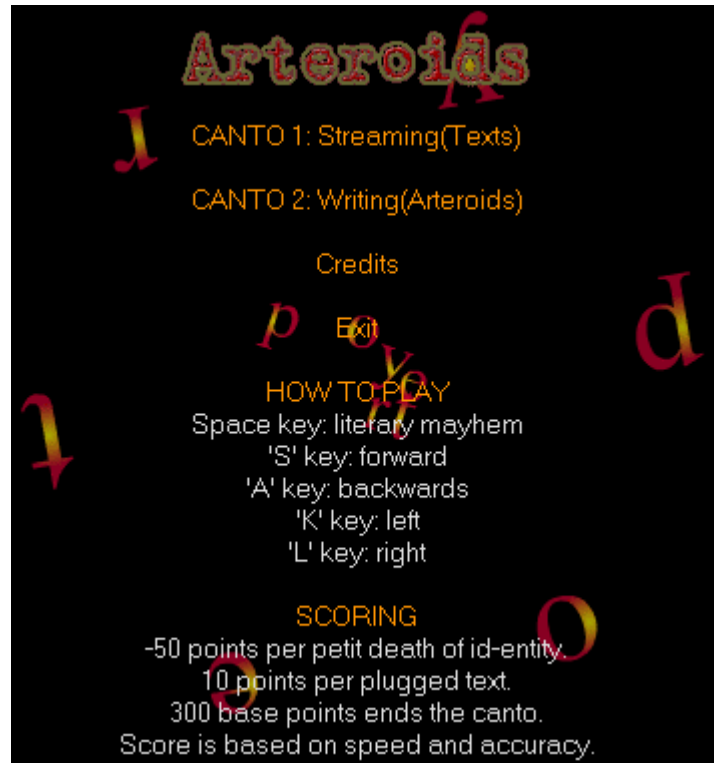 Arteroids
CANTO 1: Streaming(Texts)
CANTO 2: Writing(Arteroids)
Credits
Exit
HOW TO PLAY
Space key: literary mayhem
'S' key: forward
'A' key: backwards
'K' key: left
'L' key: right
SCORING
-50 points per petit death of id-entity.
10 points per plugged text.
300 base points ends the canto.
Score is based on speed and accuracy.